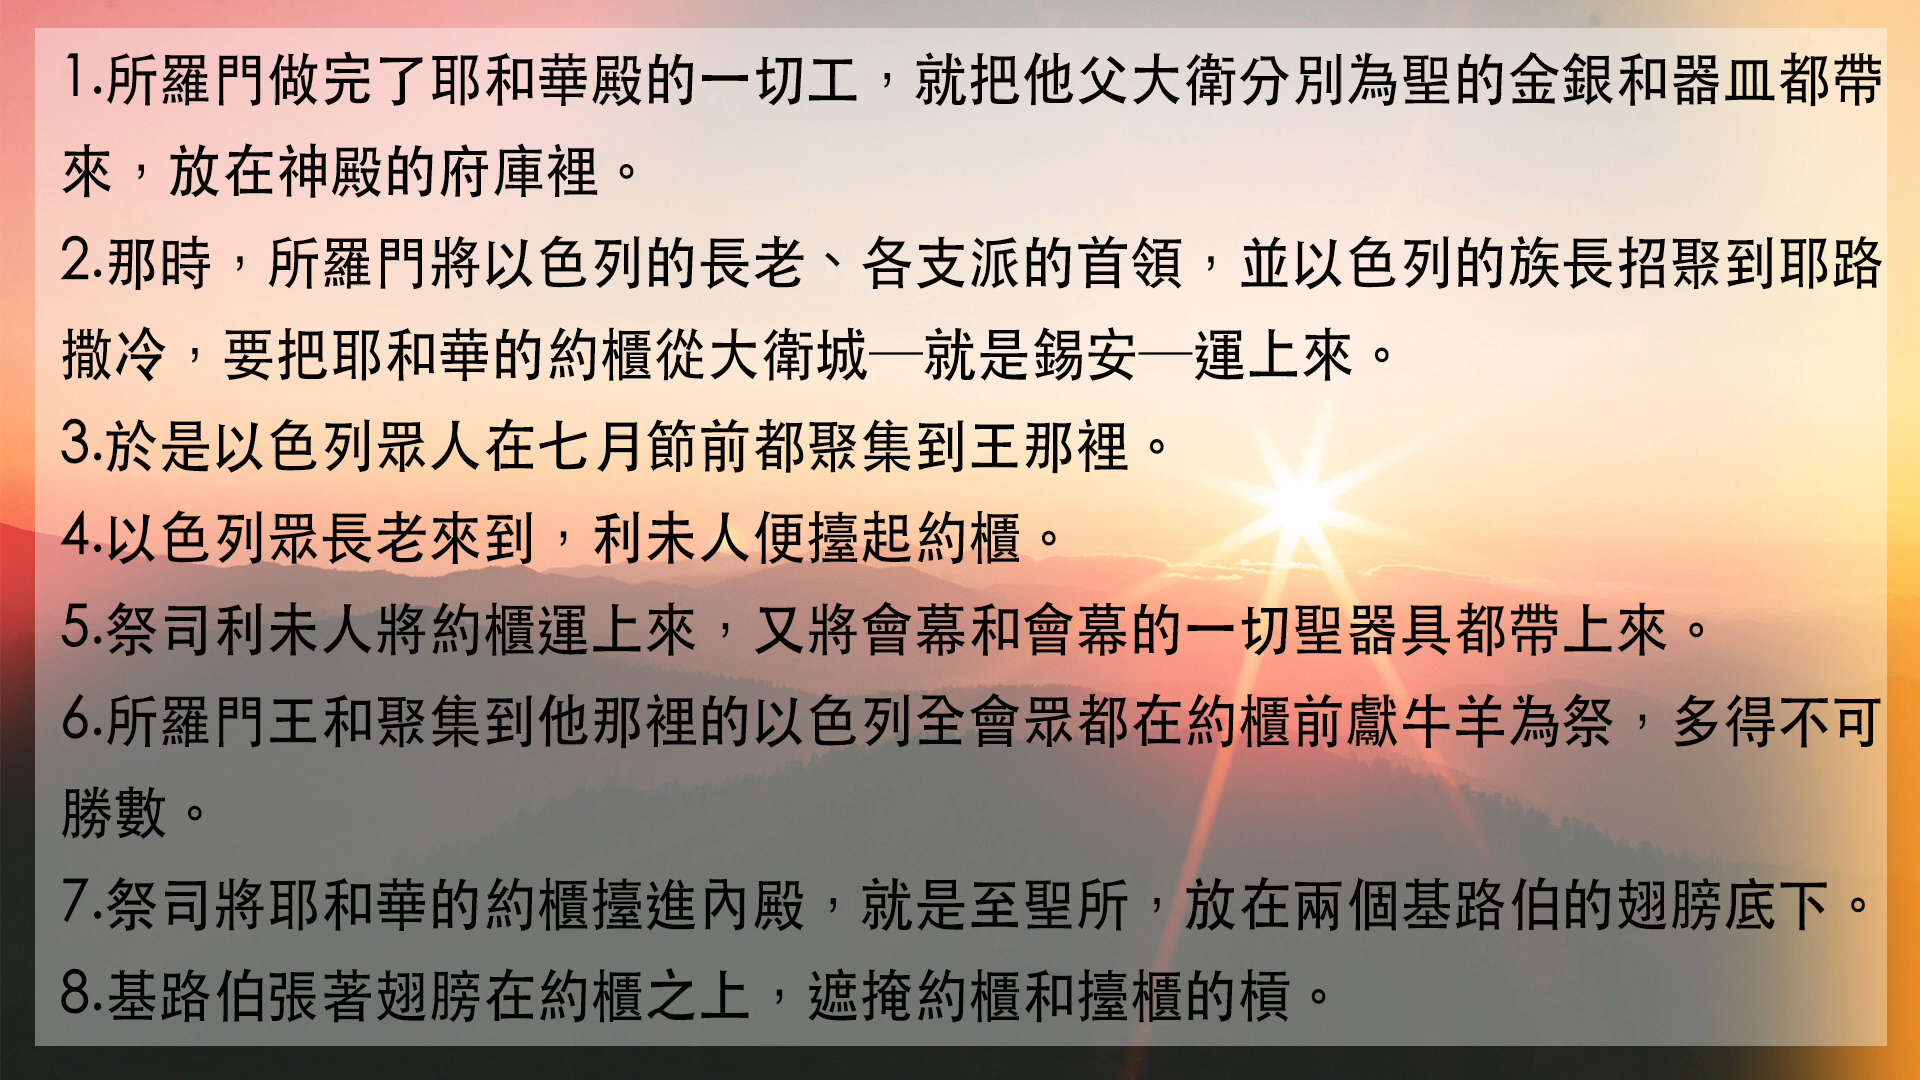 1.所羅門做完了耶和華殿的一切工，就把他父大衛分別為聖的金銀和器皿都帶
來，放在神殿的府庫裡。
2.那時，所羅門將以色列的長老、各支派的首領，並以色列的族長招聚到耶路
撒冷，要把耶和華的約櫃從大衛城─就是錫安─運上來。
3.於是以色列眾人在七月節前都聚集到王那裡。
4.以色列眾長老來到，利未人便擡起約櫃。
5.祭司利未人將約櫃運上來，又將會幕和會幕的一切聖器具都帶上來。
6.所羅門王和聚集到他那裡的以色列全會眾都在約櫃前獻牛羊為祭，多得不可
勝數。
7.祭司將耶和華的約櫃擡進內殿，就是至聖所，放在兩個基路伯的翅膀底下。
8.基路伯張著翅膀在約櫃之上，遮掩約櫃和擡櫃的槓。